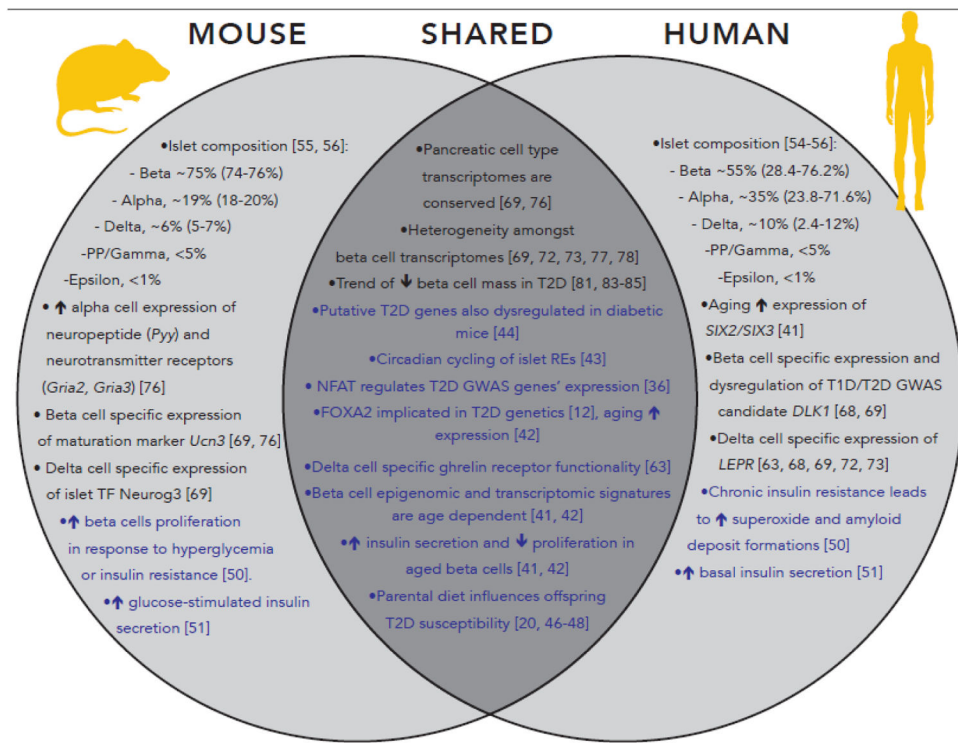 MOUSE SHARED HUMAN
•Islet composition [55, 56]:
- Beta ~75% (74-76%)
- Alpha, ~19% (18-20%)
- Delta, ~6% (5-7%)
-PP/Gamma, <5%
-Epsilon, <1%
• ↑ alpha cell expression of
neuropeptide (Pyy) and
neurotransmitter receptors
(Gria2, Gria3) [76]
• Beta cell specific expression
of maturation marker Ucn3 [69, 76]
• Delta cell specific expression
of islet TF Neurog3 [69]
•↑ beta cells proliferation
in response to hyperglycemia
or insulin resistance [50].
•↑ glucose-stimulated insulin
secretion [51]
•Pancreatic cell type
transcriptomes are
conserved [69, 76]
•Heterogeneity amongst
beta cell transcriptomes [69, 72, 73, 77, 78]
•Trend of ↓ beta cell mass in T2D [81, 83-85]
•Putative T2D genes also dysregulated in diabetic
mice [44]
•Circadian cycling of islet REs [43]
• NFAT regulates T2D GWAS genes' expression [36]
•FOXA2 implicated in T2D genetics [12], aging ↑
expression [42]
•Delta cell specific ghrelin receptor functionality [63]
•Beta cell epigenomic and transcriptomic signatures
are age dependent [41, 42]
•↑ insulin secretion and ↓ proliferation in
aged beta cells [41, 42]
•Parental diet influences offspring
T2D susceptibility [20, 46-48]
•Islet composition [54-56]:
- Beta ~55% (28.4-76.2%)
- Alpha, ~35% (23.8-71.6%)
- Delta, ~10% (2.4-12%)
-PP/Gamma, <5%
-Epsilon, <1%
•Aging ↑ expression of
SIX2/SIX3 [41]
•Beta cell specific expression and
dysregulation of T1D/T2D GWAS
candidate DLK1 [68, 69]
•Delta cell specific expression of
LEPR [63, 68, 69, 72, 73]
•Chronic insulin resistance leads
to ↑ superoxide and amyloid
deposit formations [50]
•↑ basal insulin secretion [51]